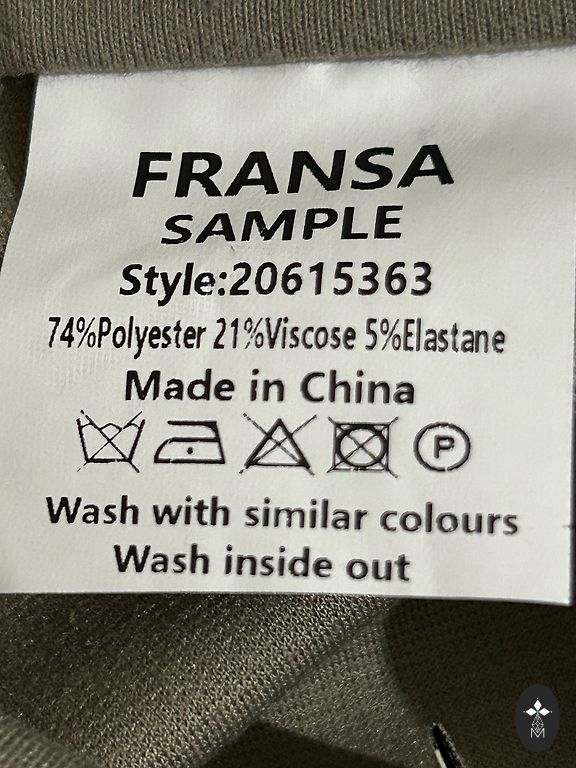 FRANSA
SAMPLE
Style:20615363
74%Polyester 21%Viscose 5%Elastane
Made in China
P
Wash with similar colours
Wash inside out
M